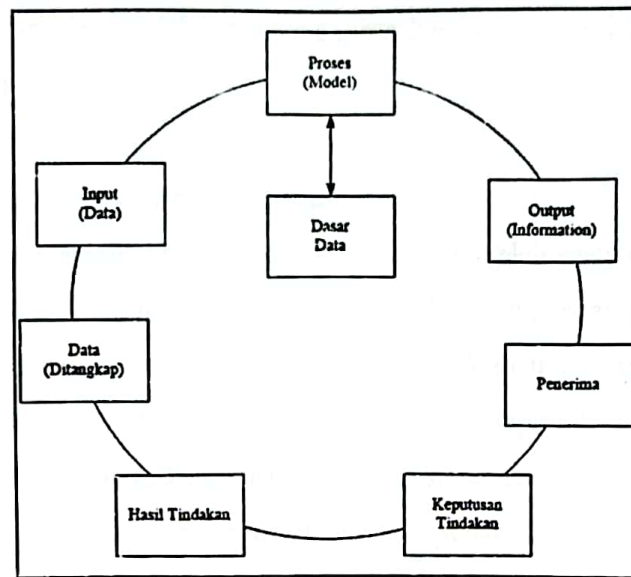 Proses
(Model)
Input
(Data)
Dasar
Data
Output
(Information)
Data
(Ditangkap)
Penerima
Hasil Tindakan
Keputusan
Tindakan